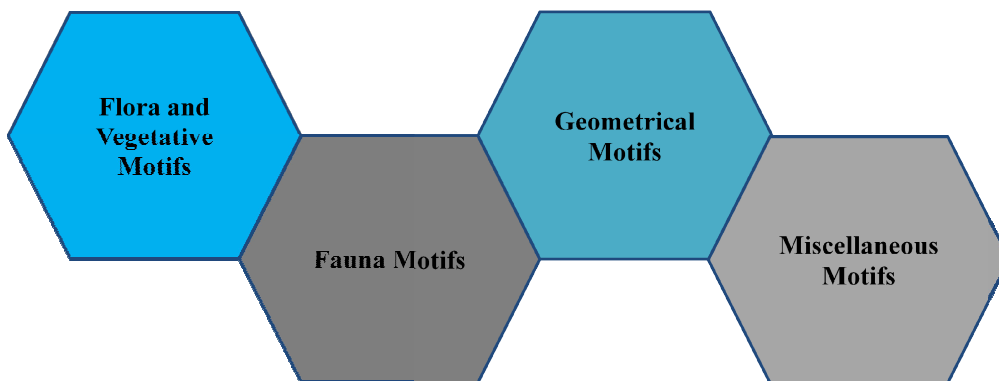 Flora and
Vegetative
Motifs
Fauna Motifs
Geometrical
Motifs
Miscellaneous
Motifs